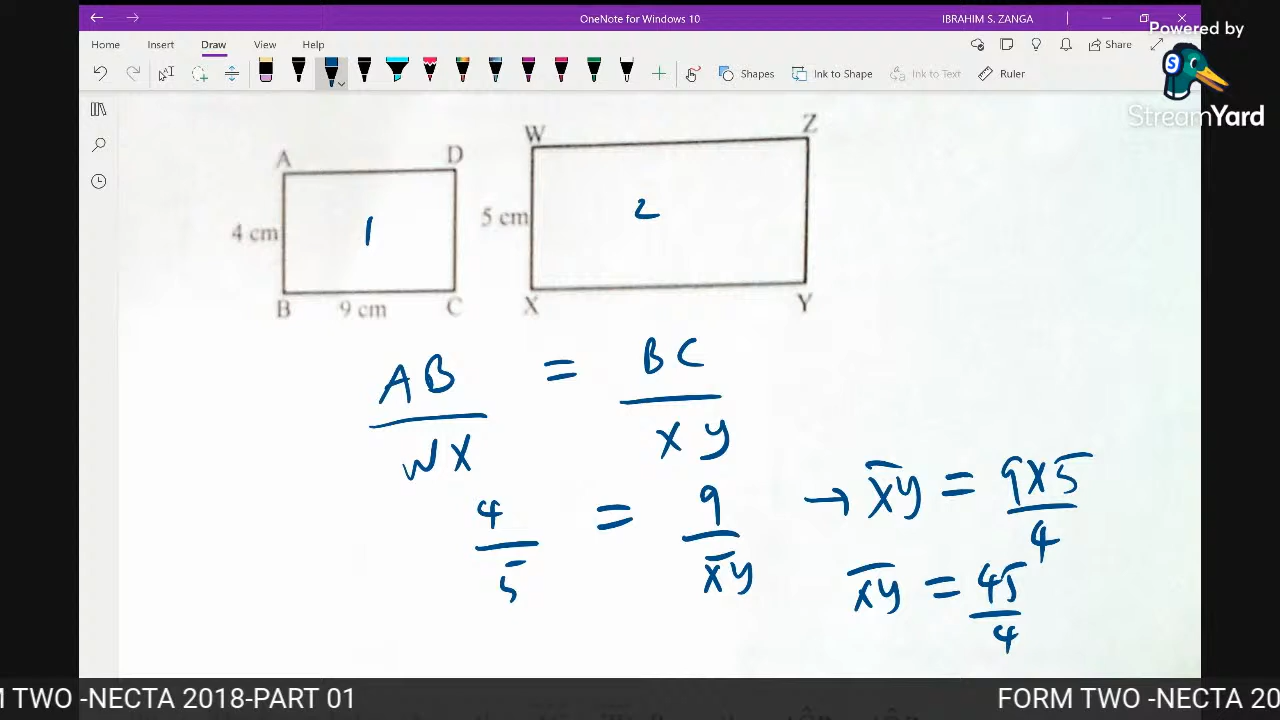 OneNote for Windows 10
IBRAHIM S. ZANGA
Powered by
StreamYard
Home Insert Draw View Help
Share
Shapes Ink to Shape Ink to Text Ruler
A D
W Z
4 cm 1
5 cm 2
B 9 cm C
X Y
AB = BC
WX XY
4 = 9
5 XY
→ XY = 9X5
4
XY = 45
4
M TWO -NECTA 2018-PART 01
FORM TWO -NECTA 20